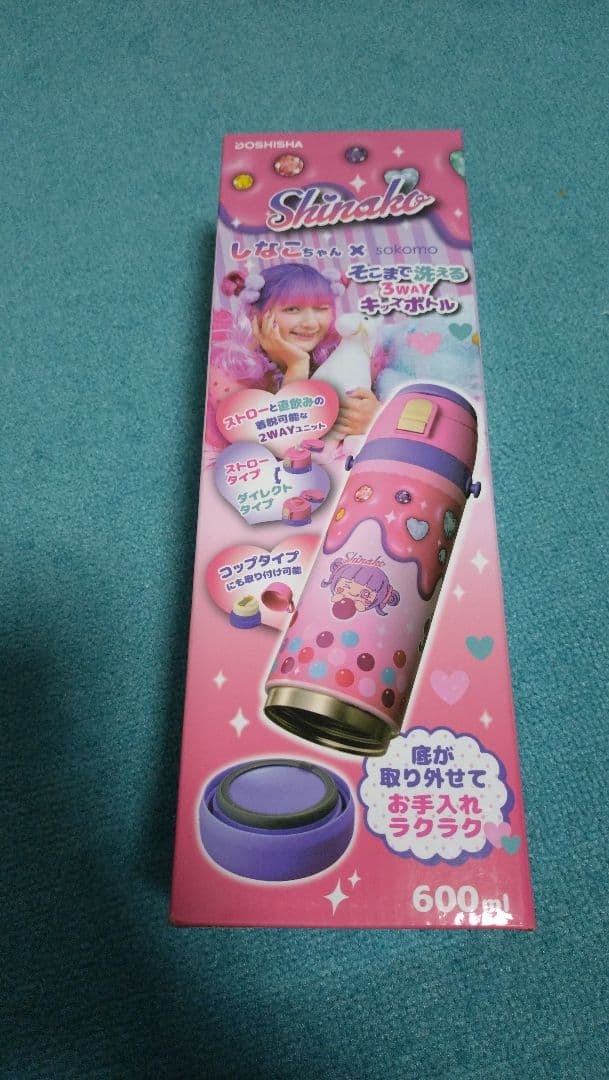 DOSHISHA
Shinako
しなこちゃん × sokomo
そこまで洗える
3WAY
キッズボトル
ストローと直飲みの
着脱可能な
2WAYユニット
ストロー
タイプ
ダイレクト
タイプ
コップタイプ
にも取り付け可能
Shinako
底が
取り外せて
お手入れ
ラクラク
600ml